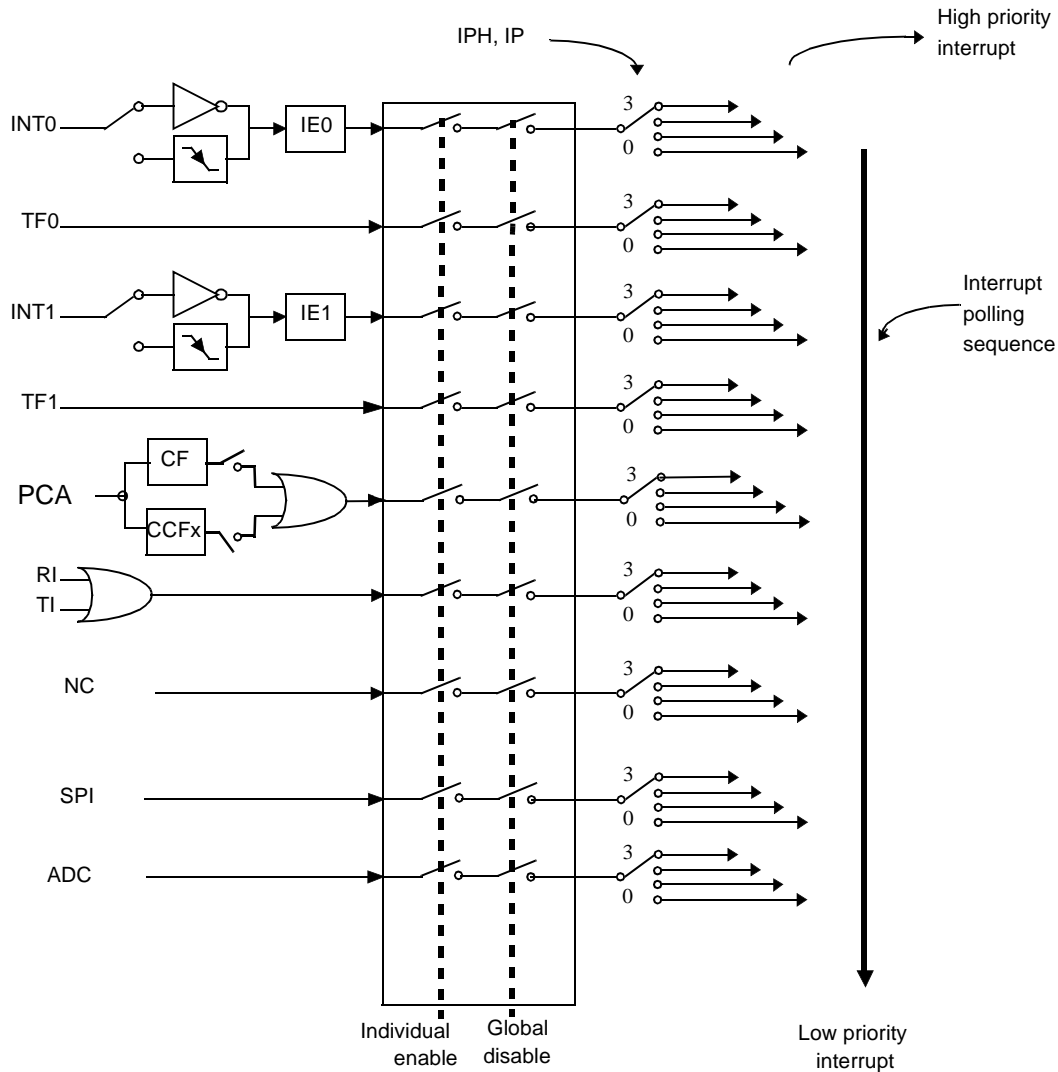 IPH, IP
High priority
interrupt
INT0
IE0
3
0
TF0
3
0
INT1
IE1
3
0
Interrupt
polling
sequence
TF1
3
0
PCA
CF
CCFx
3
0
RI
TI
3
0
NC
3
0
SPI
3
0
ADC
3
0
Individual
enable
Global
disable
Low priority
interrupt